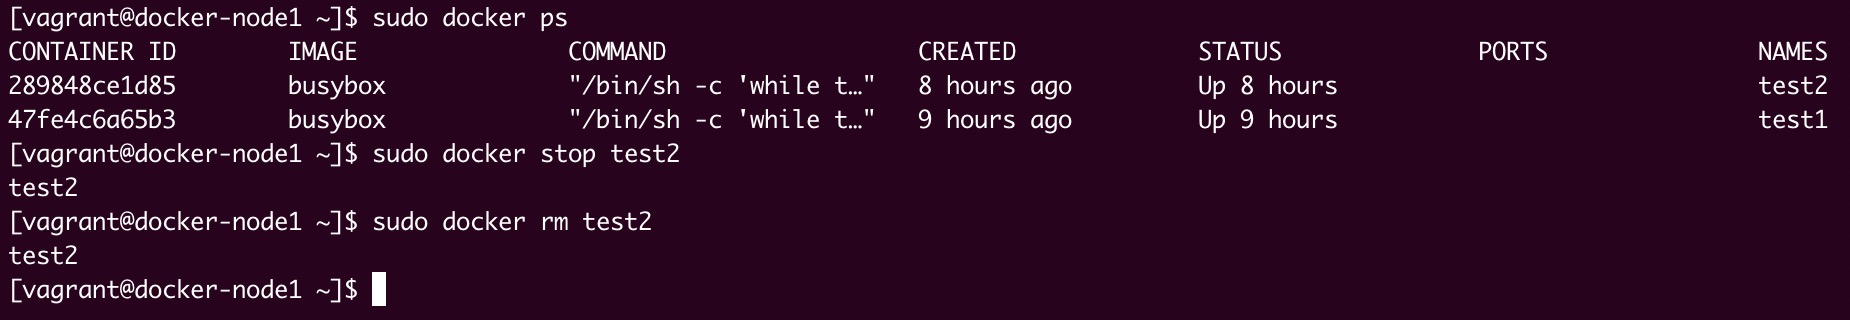 [vagrant@docker-node1 ~]$ sudo docker ps
CONTAINER ID        IMAGE               COMMAND                  CREATED             STATUS              PORTS               NAMES
289848ce1d85        busybox             "/bin/sh -c 'while t…"   8 hours ago         Up 8 hours                              test2
47fe4c6a65b3        busybox             "/bin/sh -c 'while t…"   9 hours ago         Up 9 hours                              test1
[vagrant@docker-node1 ~]$ sudo docker stop test2
test2
[vagrant@docker-node1 ~]$ sudo docker rm test2
test2
[vagrant@docker-node1 ~]$